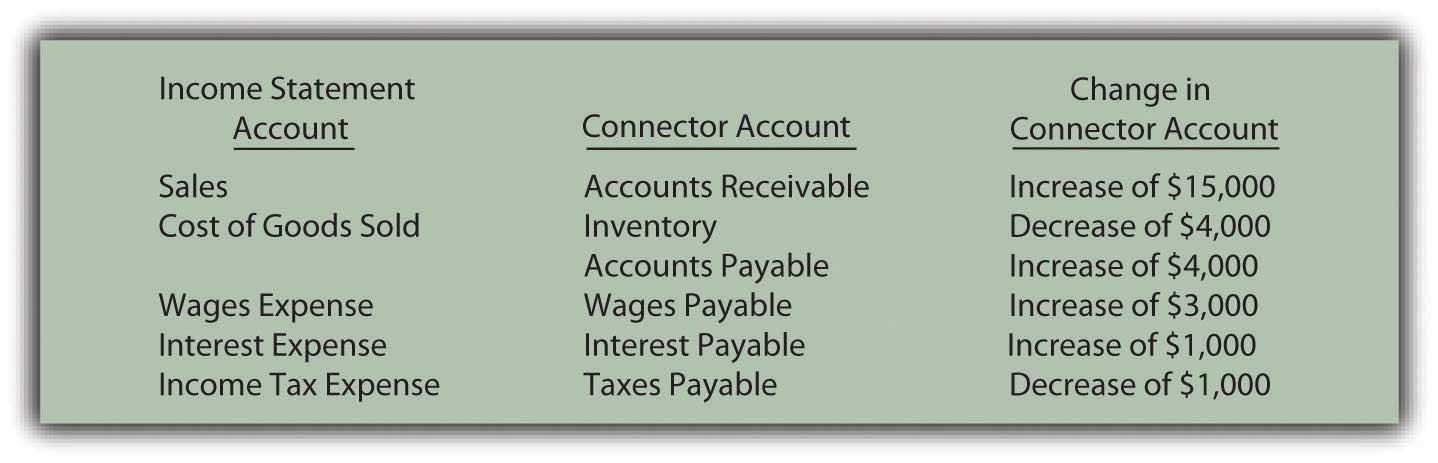 Income Statement Account	Connector Account	Change in Connector Account
Sales	Accounts Receivable	Increase of $15,000
Cost of Goods Sold	Inventory	Decrease of $4,000
Accounts Payable	Increase of $4,000
Wages Expense	Wages Payable	Increase of $3,000
Interest Expense	Interest Payable	Increase of $1,000
Income Tax Expense	Taxes Payable	Decrease of $1,000